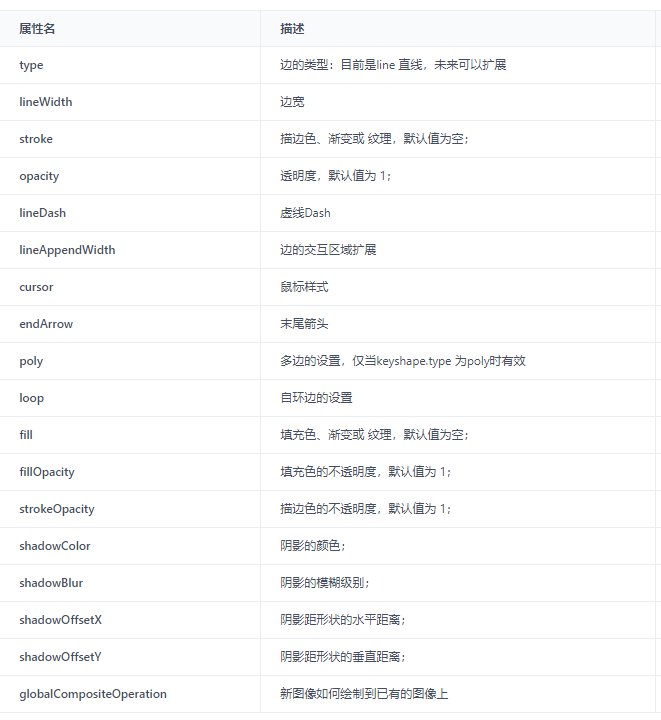 属性名 描述
type 边的类型：目前是line 直线，未来可以扩展
lineWidth 边宽
stroke 描边色、渐变或 纹理，默认值为空；
opacity 透明度，默认值为 1；
lineDash 虚线Dash
lineAppendWidth 边的交互区域扩展
cursor 鼠标样式
endArrow 末尾箭头
poly 多边的设置，仅当keyshape.type 为poly时有效
loop 自环边的设置
fill 填充色、渐变或 纹理，默认值为空；
fillOpacity 填充色的不透明度，默认值为 1；
strokeOpacity 描边色的不透明度，默认值为 1；
shadowColor 阴影的颜色；
shadowBlur 阴影的模糊级别；
shadowOffsetX 阴影距形状的水平距离；
shadowOffsetY 阴影距形状的垂直距离；
globalCompositeOperation 新图像如何绘制到已有的图像上